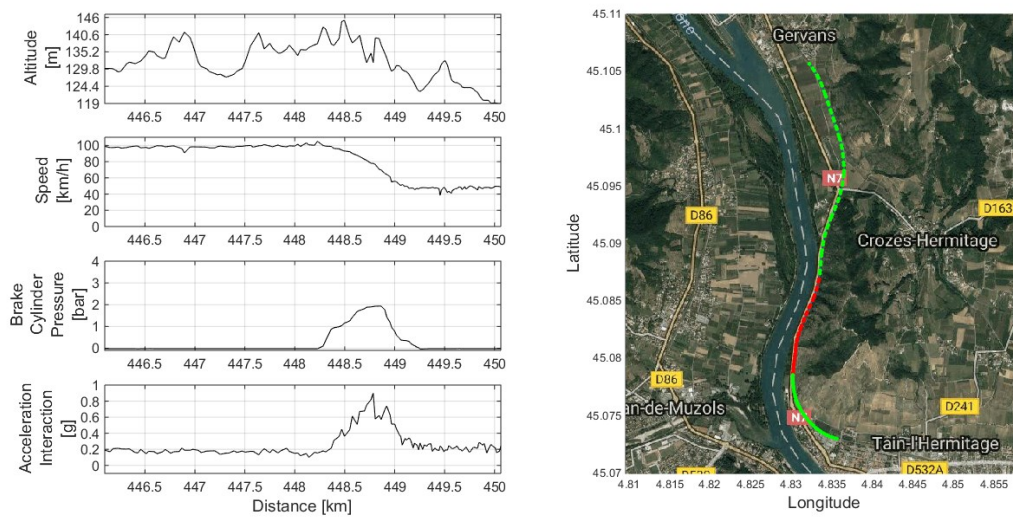 Altitude
[m]
146
140.6
135.2
129.8
124.4
119
446.5 447 447.5 448 448.5 449 449.5 450
Speed
[km/h]
100
80
60
40
20
0
446.5 447 447.5 448 448.5 449 449.5 450
Brake
Cylinder
Pressure
[bar]
4
3
2
1
0
446.5 447 447.5 448 448.5 449 449.5 450
Acceleration
Interaction
[g]
1
0.8
0.6
0.4
0.2
0
446.5 447 447.5 448 448.5 449 449.5 450
Distance [km]
Latitude
45.11
45.105
45.1
45.095
45.09
45.085
45.08
45.075
45.07
Gervans
N7
D86
D163
Crozes-Hermitage
D86
an-de-Muzols
D241
N7
Tain-l'Hermitage
D532A
4.81 4.815 4.82 4.825 4.83 4.835 4.84 4.845 4.85 4.855
Longitude